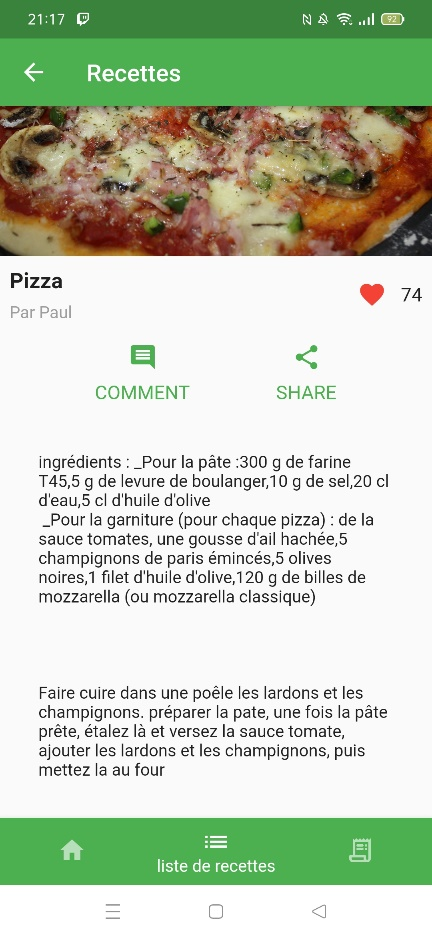 21:17
92
Recettes
Pizza
74
Par Paul
COMMENT
SHARE
ingrédients : _Pour la pâte :300 g de farine
T45,5 g de levure de boulanger,10 g de sel,20 cl
d'eau,5 cl d'huile d'olive
_Pour la garniture (pour chaque pizza) : de la
sauce tomates, une gousse d'ail hachée,5
champignons de paris émincés,5 olives
noires,1 filet d'huile d'olive,120 g de billes de
mozzarella (ou mozzarella classique)
Faire cuire dans une poêle les lardons et les
champignons. préparer la pate, une fois la pâte
prête, étalez là et versez la sauce tomate,
ajouter les lardons et les champignons, puis
mettez la au four
liste de recettes